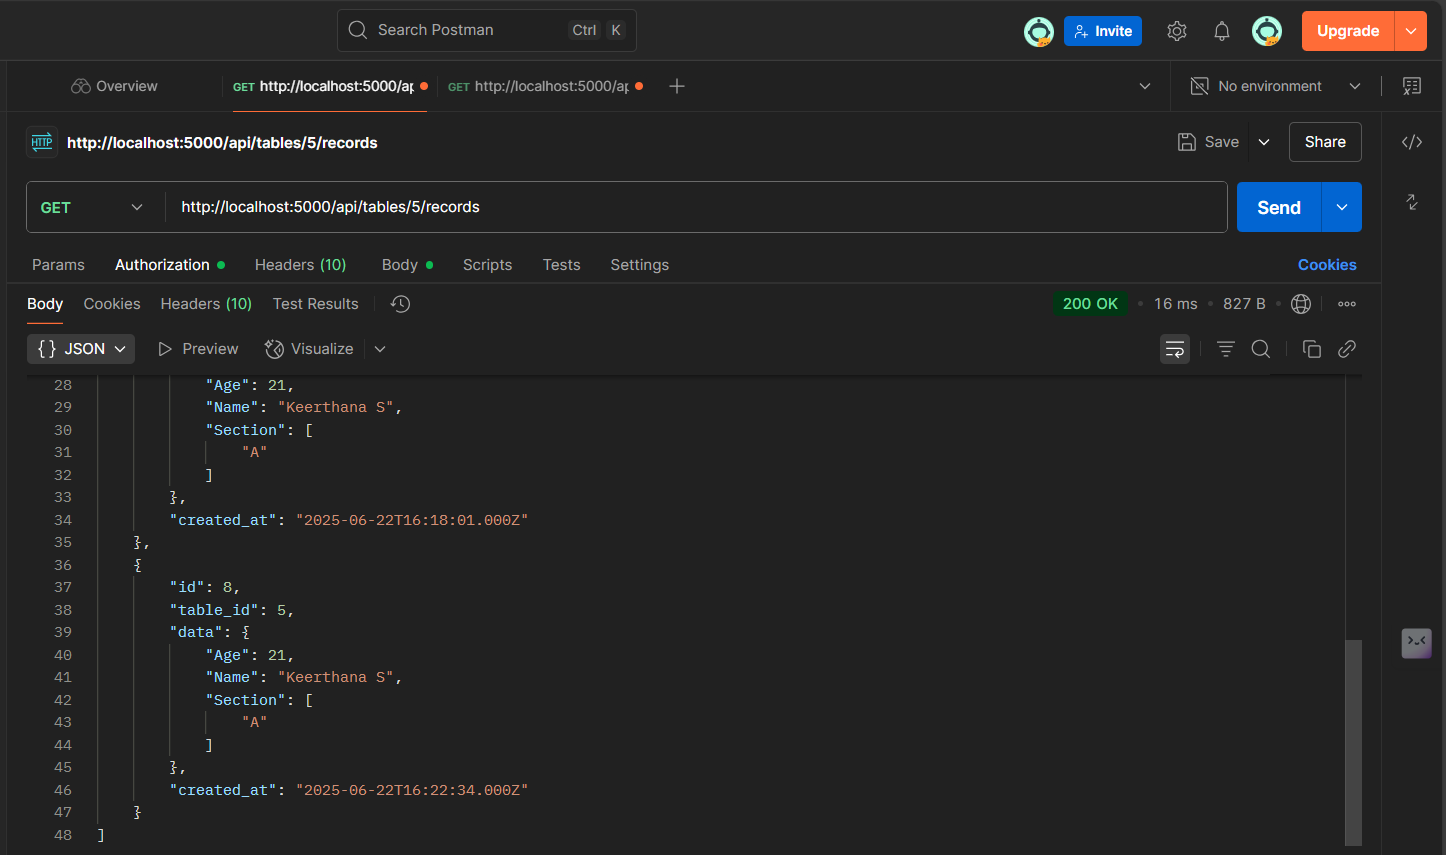 Search Postman Ctrl K Invite Upgrade
Overview GET http://localhost:5000/ap GET http://localhost:5000/ap No environment
HTTP http://localhost:5000/api/tables/5/records Save Share
GET http://localhost:5000/api/tables/5/records Send
Params Authorization Headers (10) Body Scripts Tests Settings Cookies
Body Cookies Headers (10) Test Results 200 OK 16 ms 827 B
{} JSON Preview Visualize
28 "Age": 21,
29 "Name": "Keerthana S",
30 "Section": [
31 "A"
32 ]
33 },
34 "created_at": "2025-06-22T16:18:01.000Z"
35 },
36 {
37 "id": 8,
38 "table_id": 5,
39 "data": {
40 "Age": 21,
41 "Name": "Keerthana S",
42 "Section": [
43 "A"
44 ]
45 },
46 "created_at": "2025-06-22T16:22:34.000Z"
47 }
48 ]